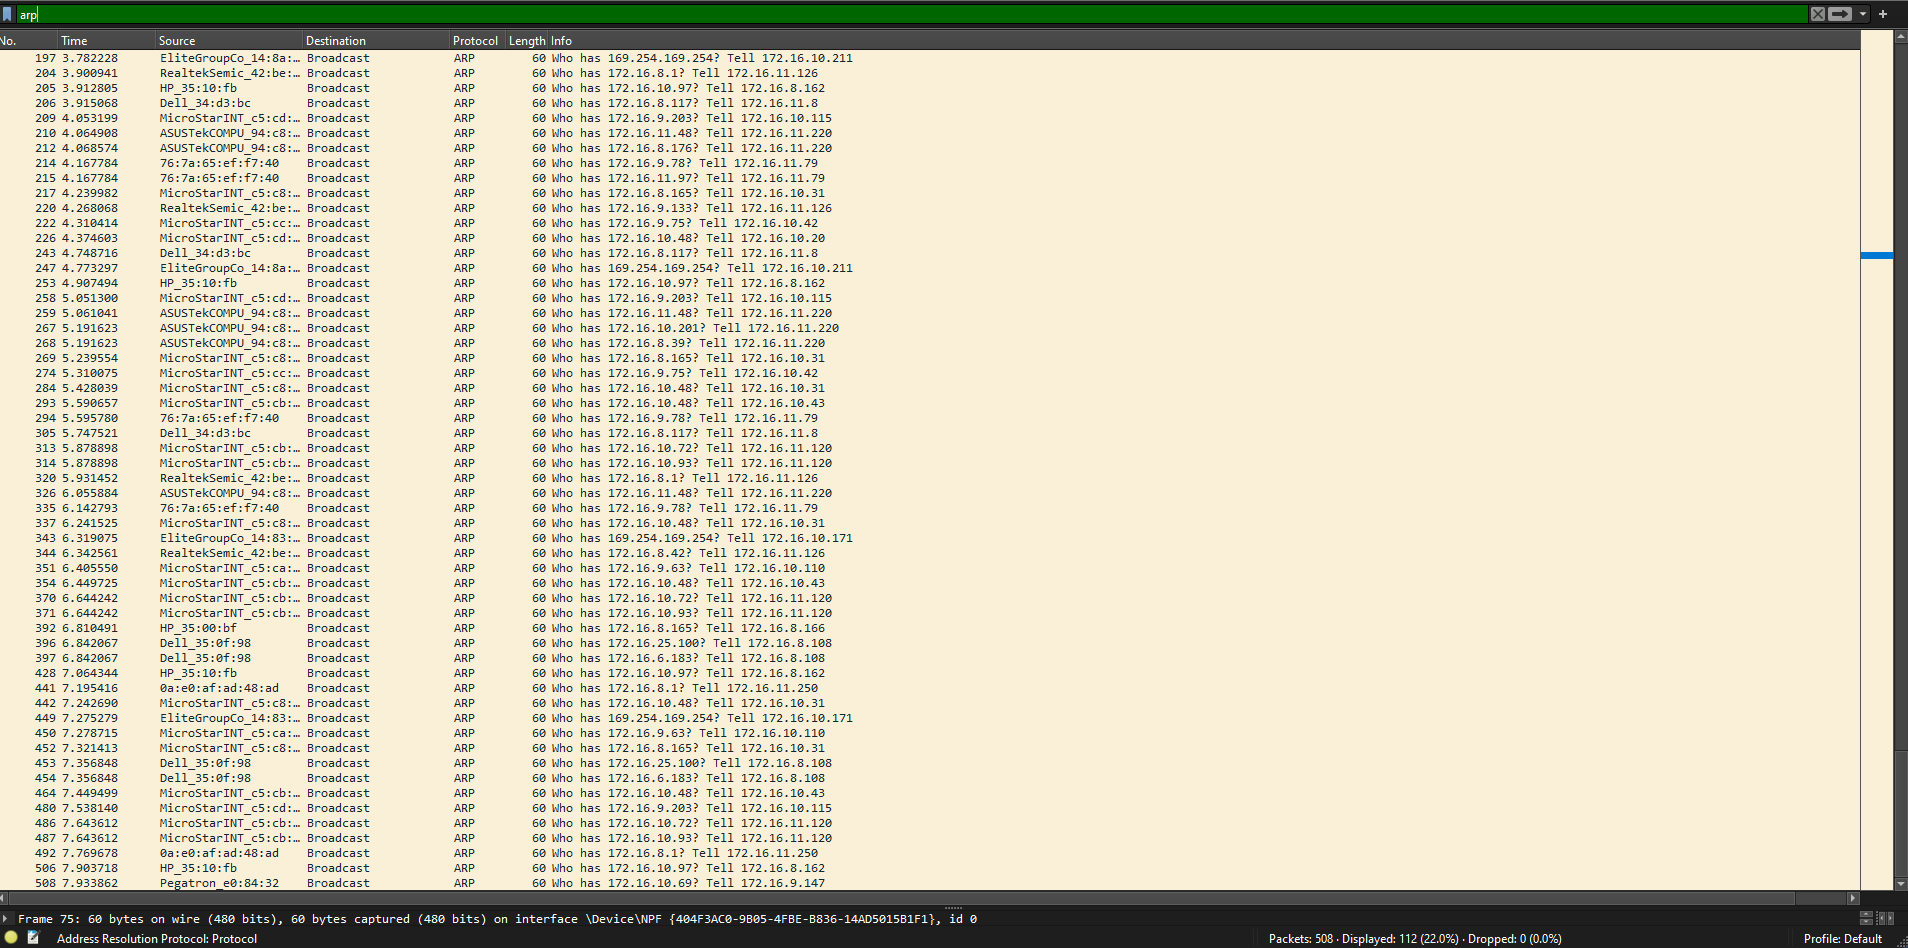 arp
No. Time Source Destination Protocol Length Info
197 3.782228 EliteGroupCo_14:8a:… Broadcast ARP 60 Who has 169.254.169.254? Tell 172.16.10.211
204 3.900941 RealtekSemic_42:be:… Broadcast ARP 60 Who has 172.16.8.1? Tell 172.16.11.126
205 3.912805 HP_35:10:fb Broadcast ARP 60 Who has 172.16.10.97? Tell 172.16.8.162
206 3.915068 Dell_34:d3:bc Broadcast ARP 60 Who has 172.16.8.117? Tell 172.16.11.8
209 4.053199 MicroStarINT_c5:cd:… Broadcast ARP 60 Who has 172.16.9.203? Tell 172.16.10.115
210 4.064908 ASUSTekCOMPU_94:c8:… Broadcast ARP 60 Who has 172.16.11.48? Tell 172.16.11.220
212 4.068574 ASUSTekCOMPU_94:c8:… Broadcast ARP 60 Who has 172.16.8.176? Tell 172.16.11.220
214 4.167784 76:7a:65:ef:f7:40 Broadcast ARP 60 Who has 172.16.9.78? Tell 172.16.11.79
215 4.167784 76:7a:65:ef:f7:40 Broadcast ARP 60 Who has 172.16.11.97? Tell 172.16.11.79
217 4.239982 MicroStarINT_c5:c8:… Broadcast ARP 60 Who has 172.16.8.165? Tell 172.16.10.31
220 4.268068 RealtekSemic_42:be:… Broadcast ARP 60 Who has 172.16.9.133? Tell 172.16.11.126
222 4.310414 MicroStarINT_c5:cc:… Broadcast ARP 60 Who has 172.16.9.75? Tell 172.16.10.42
226 4.374603 MicroStarINT_c5:cd:… Broadcast ARP 60 Who has 172.16.10.48? Tell 172.16.10.20
243 4.748716 Dell_34:d3:bc Broadcast ARP 60 Who has 172.16.8.117? Tell 172.16.11.8
247 4.773297 EliteGroupCo_14:8a:… Broadcast ARP 60 Who has 169.254.169.254? Tell 172.16.10.211
253 4.907494 HP_35:10:fb Broadcast ARP 60 Who has 172.16.10.97? Tell 172.16.8.162
258 5.051300 MicroStarINT_c5:cd:… Broadcast ARP 60 Who has 172.16.9.203? Tell 172.16.10.115
259 5.061041 ASUSTekCOMPU_94:c8:… Broadcast ARP 60 Who has 172.16.11.48? Tell 172.16.11.220
267 5.191623 ASUSTekCOMPU_94:c8:… Broadcast ARP 60 Who has 172.16.10.201? Tell 172.16.11.220
268 5.191623 ASUSTekCOMPU_94:c8:… Broadcast ARP 60 Who has 172.16.8.39? Tell 172.16.11.220
269 5.239554 MicroStarINT_c5:c8:… Broadcast ARP 60 Who has 172.16.8.165? Tell 172.16.10.31
274 5.310075 MicroStarINT_c5:cc:… Broadcast ARP 60 Who has 172.16.9.75? Tell 172.16.10.42
284 5.428039 MicroStarINT_c5:c8:… Broadcast ARP 60 Who has 172.16.10.48? Tell 172.16.10.31
293 5.590657 MicroStarINT_c5:cb:… Broadcast ARP 60 Who has 172.16.10.48? Tell 172.16.10.43
294 5.595780 76:7a:65:ef:f7:40 Broadcast ARP 60 Who has 172.16.9.78? Tell 172.16.11.79
305 5.747521 Dell_34:d3:bc Broadcast ARP 60 Who has 172.16.8.117? Tell 172.16.11.8
313 5.878898 MicroStarINT_c5:cb:… Broadcast ARP 60 Who has 172.16.10.72? Tell 172.16.11.120
314 5.878898 MicroStarINT_c5:cb:… Broadcast ARP 60 Who has 172.16.10.93? Tell 172.16.11.120
320 5.931452 RealtekSemic_42:be:… Broadcast ARP 60 Who has 172.16.8.1? Tell 172.16.11.126
326 6.055884 ASUSTekCOMPU_94:c8:… Broadcast ARP 60 Who has 172.16.11.48? Tell 172.16.11.220
335 6.142793 76:7a:65:ef:f7:40 Broadcast ARP 60 Who has 172.16.9.78? Tell 172.16.11.79
337 6.241525 MicroStarINT_c5:c8:… Broadcast ARP 60 Who has 172.16.10.48? Tell 172.16.10.31
343 6.319075 EliteGroupCo_14:83:… Broadcast ARP 60 Who has 169.254.169.254? Tell 172.16.10.171
344 6.342561 RealtekSemic_42:be:… Broadcast ARP 60 Who has 172.16.8.42? Tell 172.16.11.126
351 6.405550 MicroStarINT_c5:ca:… Broadcast ARP 60 Who has 172.16.9.63? Tell 172.16.10.110
354 6.449725 MicroStarINT_c5:cb:… Broadcast ARP 60 Who has 172.16.10.48? Tell 172.16.10.43
370 6.644242 MicroStarINT_c5:cb:… Broadcast ARP 60 Who has 172.16.10.72? Tell 172.16.11.120
371 6.644242 MicroStarINT_c5:cb:… Broadcast ARP 60 Who has 172.16.10.93? Tell 172.16.11.120
392 6.810491 HP_35:00:bf Broadcast ARP 60 Who has 172.16.8.165? Tell 172.16.8.166
396 6.842067 Dell_35:0f:98 Broadcast ARP 60 Who has 172.16.25.100? Tell 172.16.8.108
397 6.842067 Dell_35:0f:98 Broadcast ARP 60 Who has 172.16.6.183? Tell 172.16.8.108
428 7.064344 HP_35:10:fb Broadcast ARP 60 Who has 172.16.10.97? Tell 172.16.8.162
441 7.195416 0a:e0:af:ad:48:ad Broadcast ARP 60 Who has 172.16.8.1? Tell 172.16.11.250
442 7.242690 MicroStarINT_c5:c8:… Broadcast ARP 60 Who has 172.16.10.48? Tell 172.16.10.31
449 7.275279 EliteGroupCo_14:83:… Broadcast ARP 60 Who has 169.254.169.254? Tell 172.16.10.171
450 7.278715 MicroStarINT_c5:ca:… Broadcast ARP 60 Who has 172.16.9.63? Tell 172.16.10.110
452 7.321413 MicroStarINT_c5:c8:… Broadcast ARP 60 Who has 172.16.8.165? Tell 172.16.10.31
453 7.356848 Dell_35:0f:98 Broadcast ARP 60 Who has 172.16.25.100? Tell 172.16.8.108
454 7.356848 Dell_35:0f:98 Broadcast ARP 60 Who has 172.16.6.183? Tell 172.16.8.108
464 7.449499 MicroStarINT_c5:cb:… Broadcast ARP 60 Who has 172.16.10.48? Tell 172.16.10.43
480 7.538140 MicroStarINT_c5:cd:… Broadcast ARP 60 Who has 172.16.9.203? Tell 172.16.10.115
486 7.643612 MicroStarINT_c5:cb:… Broadcast ARP 60 Who has 172.16.10.72? Tell 172.16.11.120
487 7.643612 MicroStarINT_c5:cb:… Broadcast ARP 60 Who has 172.16.10.93? Tell 172.16.11.120
492 7.769678 0a:e0:af:ad:48:ad Broadcast ARP 60 Who has 172.16.8.1? Tell 172.16.11.250
506 7.903718 HP_35:10:fb Broadcast ARP 60 Who has 172.16.10.97? Tell 172.16.8.162
508 7.933862 Pegatron_e0:84:32 Broadcast ARP 60 Who has 172.16.10.69? Tell 172.16.9.147
Frame 75: 60 bytes on wire (480 bits), 60 bytes captured (480 bits) on interface \Device\NPF {404F3AC0-9B05-4FBE-B836-14AD5015B1F1}, id 0
Address Resolution Protocol: Protocol Packets: 508 · Displayed: 112 (22.0%) · Dropped: 0 (0.0%) Profile: Default